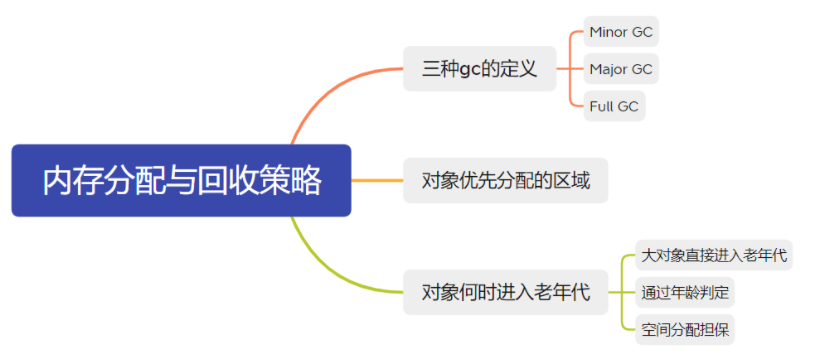 内存分配与回收策略
三种gc的定义
Minor GC
Major GC
Full GC
对象优先分配的区域
对象何时进入老年代
大对象直接进入老年代
通过年龄判定
空间分配担保